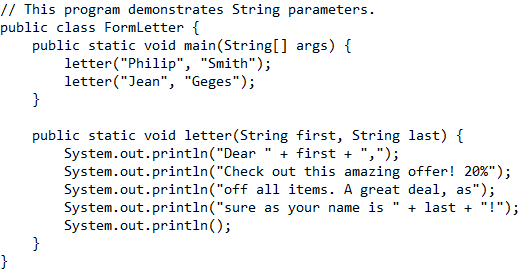 // This program demonstrates String parameters.
public class FormLetter {
    public static void main(String[] args) {
        letter("Philip", "Smith");
        letter("Jean", "Geges");
    }

    public static void letter(String first, String last) {
        System.out.println("Dear " + first + ",");
        System.out.println("Check out this amazing offer! 20%");
        System.out.println("off all items. A great deal, as");
        System.out.println("sure as your name is " + last + "!");
        System.out.println();
    }
}